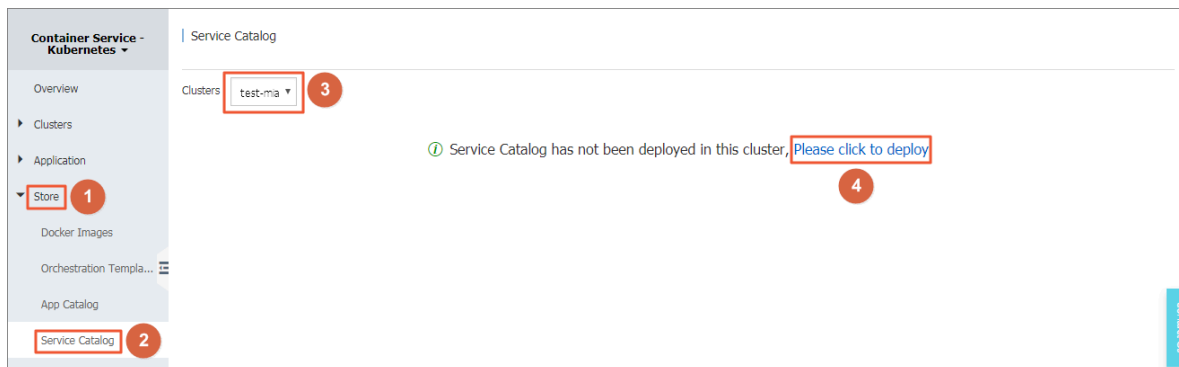 Container Service -
Kubernetes
Service Catalog
Overview
Clusters
test-mia
3
Clusters
Service Catalog has not been deployed in this cluster, Please click to deploy
Application
4
Store
1
Docker Images
Orchestration Templa...
App Catalog
Service Catalog
2